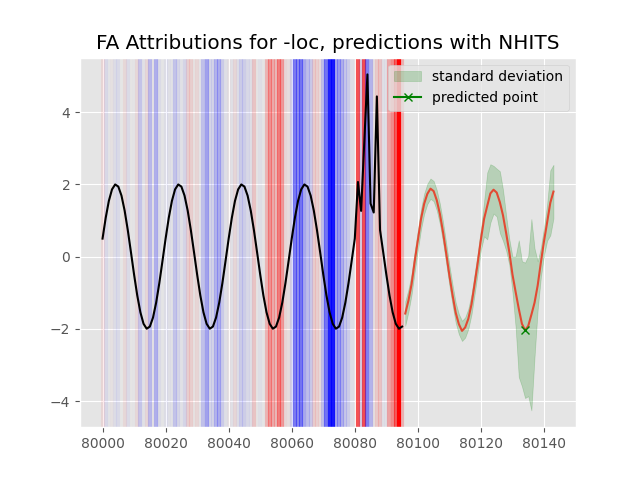 FA Attributions for -loc, predictions with NHITS
standard deviation
predicted point
4
2
0
−2
−4
80000 80020 80040 80060 80080 80100 80120 80140